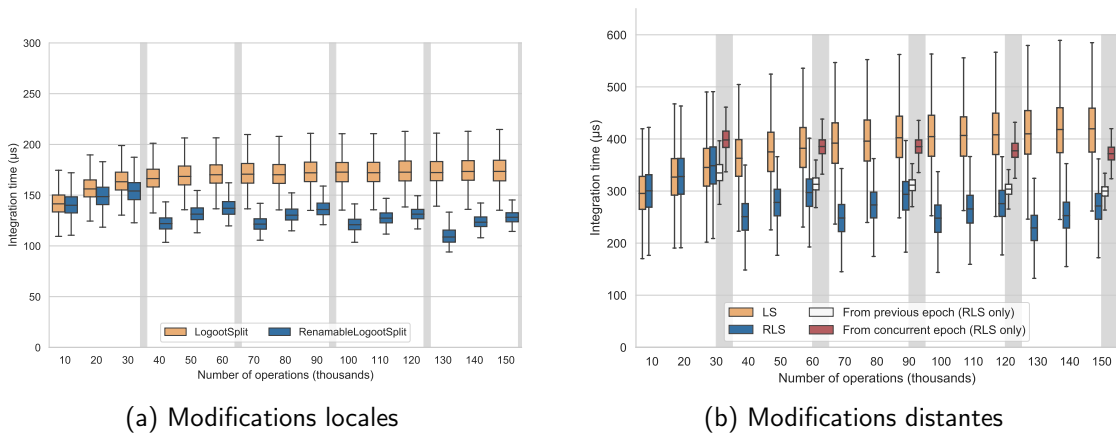 300
250
200
150
100
50
0
Integration time (µs)
LogootSplit
RenamableLogootSplit
10 20 30 40 50 60 70 80 90 100 110 120 130 140 150
Number of operations (thousands)
(a) Modifications locales
600
500
400
300
200
100
0
Integration time (µs)
LS
From previous epoch (RLS only)
RLS
From concurrent epoch (RLS only)
10 20 30 40 50 60 70 80 90 100 110 120 130 140 150
Number of operations (thousands)
(b) Modifications distantes